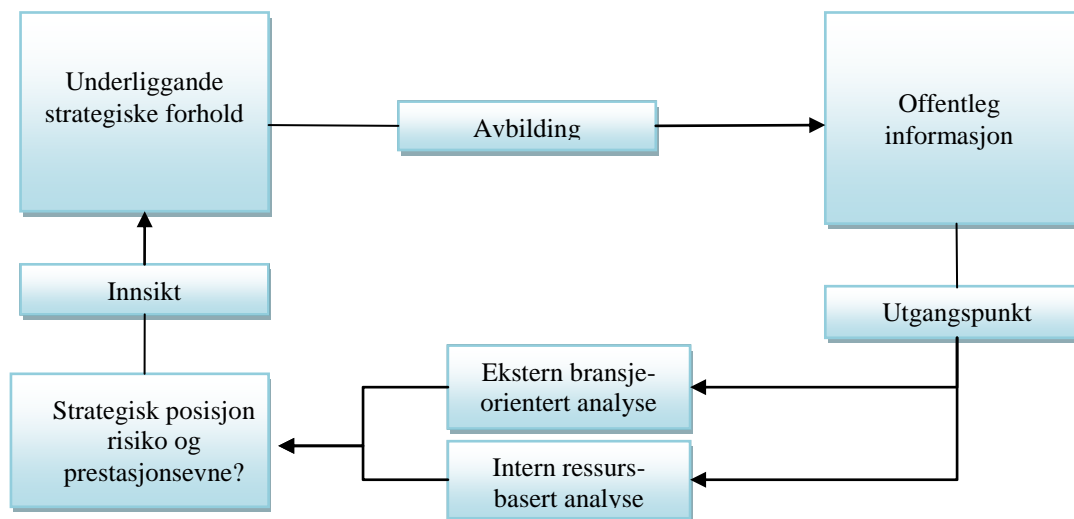 Underliggande
strategiske forhold
Avbilding
Offentleg
informasjon
Innsikt
Utgangspunkt
Ekstern bransje-
orientert analyse
Strategisk posisjon
risiko og
prestasjonsevne?
Intern ressurs-
basert analyse